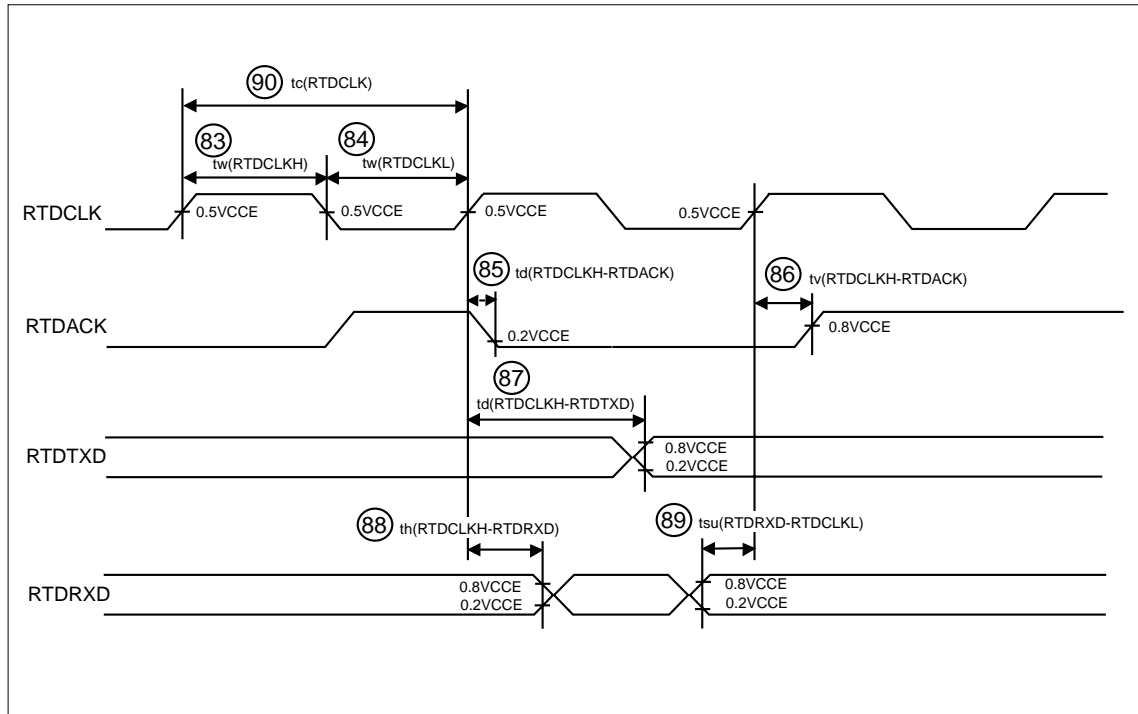 90 tc(RTDCLK)
83 84
tw(RTDCLKH) tw(RTDCLKL)
RTDCLK 0.5VCCE 0.5VCCE 0.5VCCE 0.5VCCE
85 td(RTDCLKH-RTDACK) 86 tv(RTDCLKH-RTDACK)
RTDACK 0.2VCCE 0.8VCCE
87
td(RTDCLKH-RTDTXD)
RTDTXD 0.8VCCE
0.2VCCE
88 th(RTDCLKH-RTDRXD) 89 tsu(RTDRXD-RTDCLKL)
RTDRXD 0.8VCCE 0.8VCCE
0.2VCCE 0.2VCCE